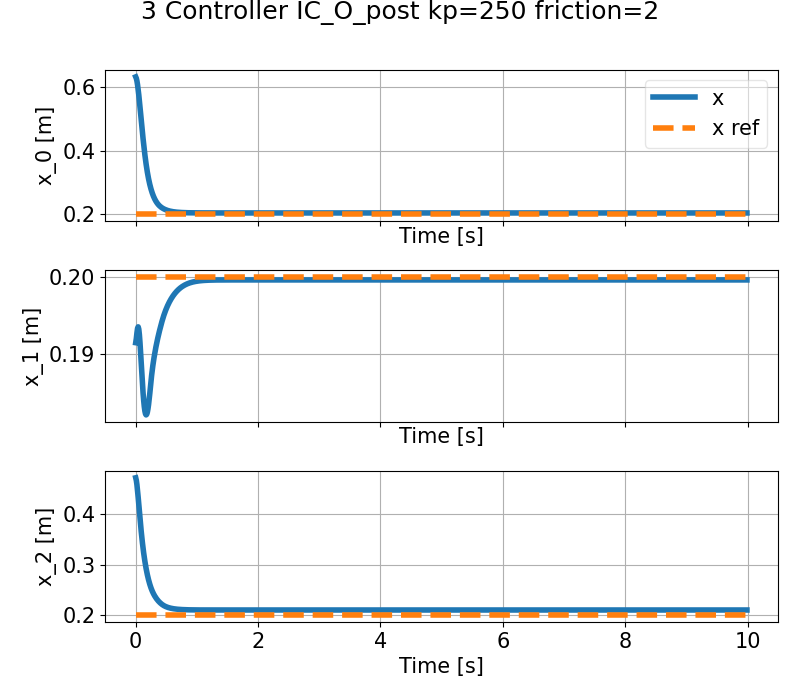 3 Controller IC_O_post kp=250 friction=2
0.6
0.4
0.2
x_0 [m]
x
x ref
Time [s]
0.20
0.19
x_1 [m]
Time [s]
0.4
0.3
0.2
x_2 [m]
0 2 4 6 8 10
Time [s]